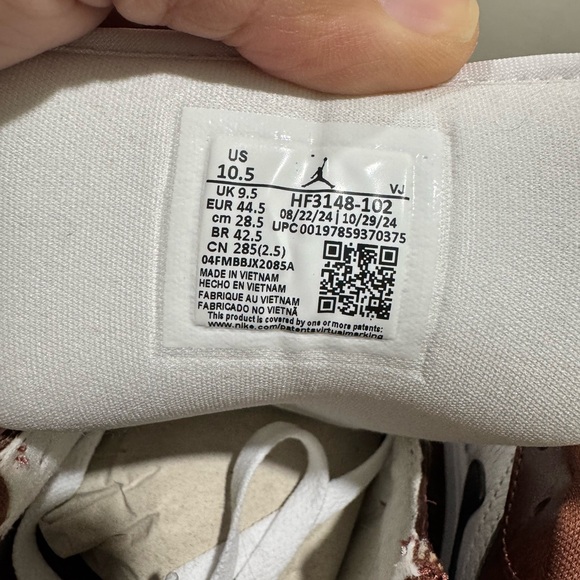 US
10.5
VJ
UK 9.5
HF3148-102
EUR 44.5
08/22/24 | 10/29/24
cm 28.5
UPC 00197859370375
BR 42.5
CN 285(2.5)
04FMBBJX2085A
MADE IN VIETNAM
HECHO EN VIETNAM
FABRIQUE AU VIETNAM
FABRICADO NO VIETNÃ
This product is covered by one or more patents:
www.nike.com/patentsvirtualmarking